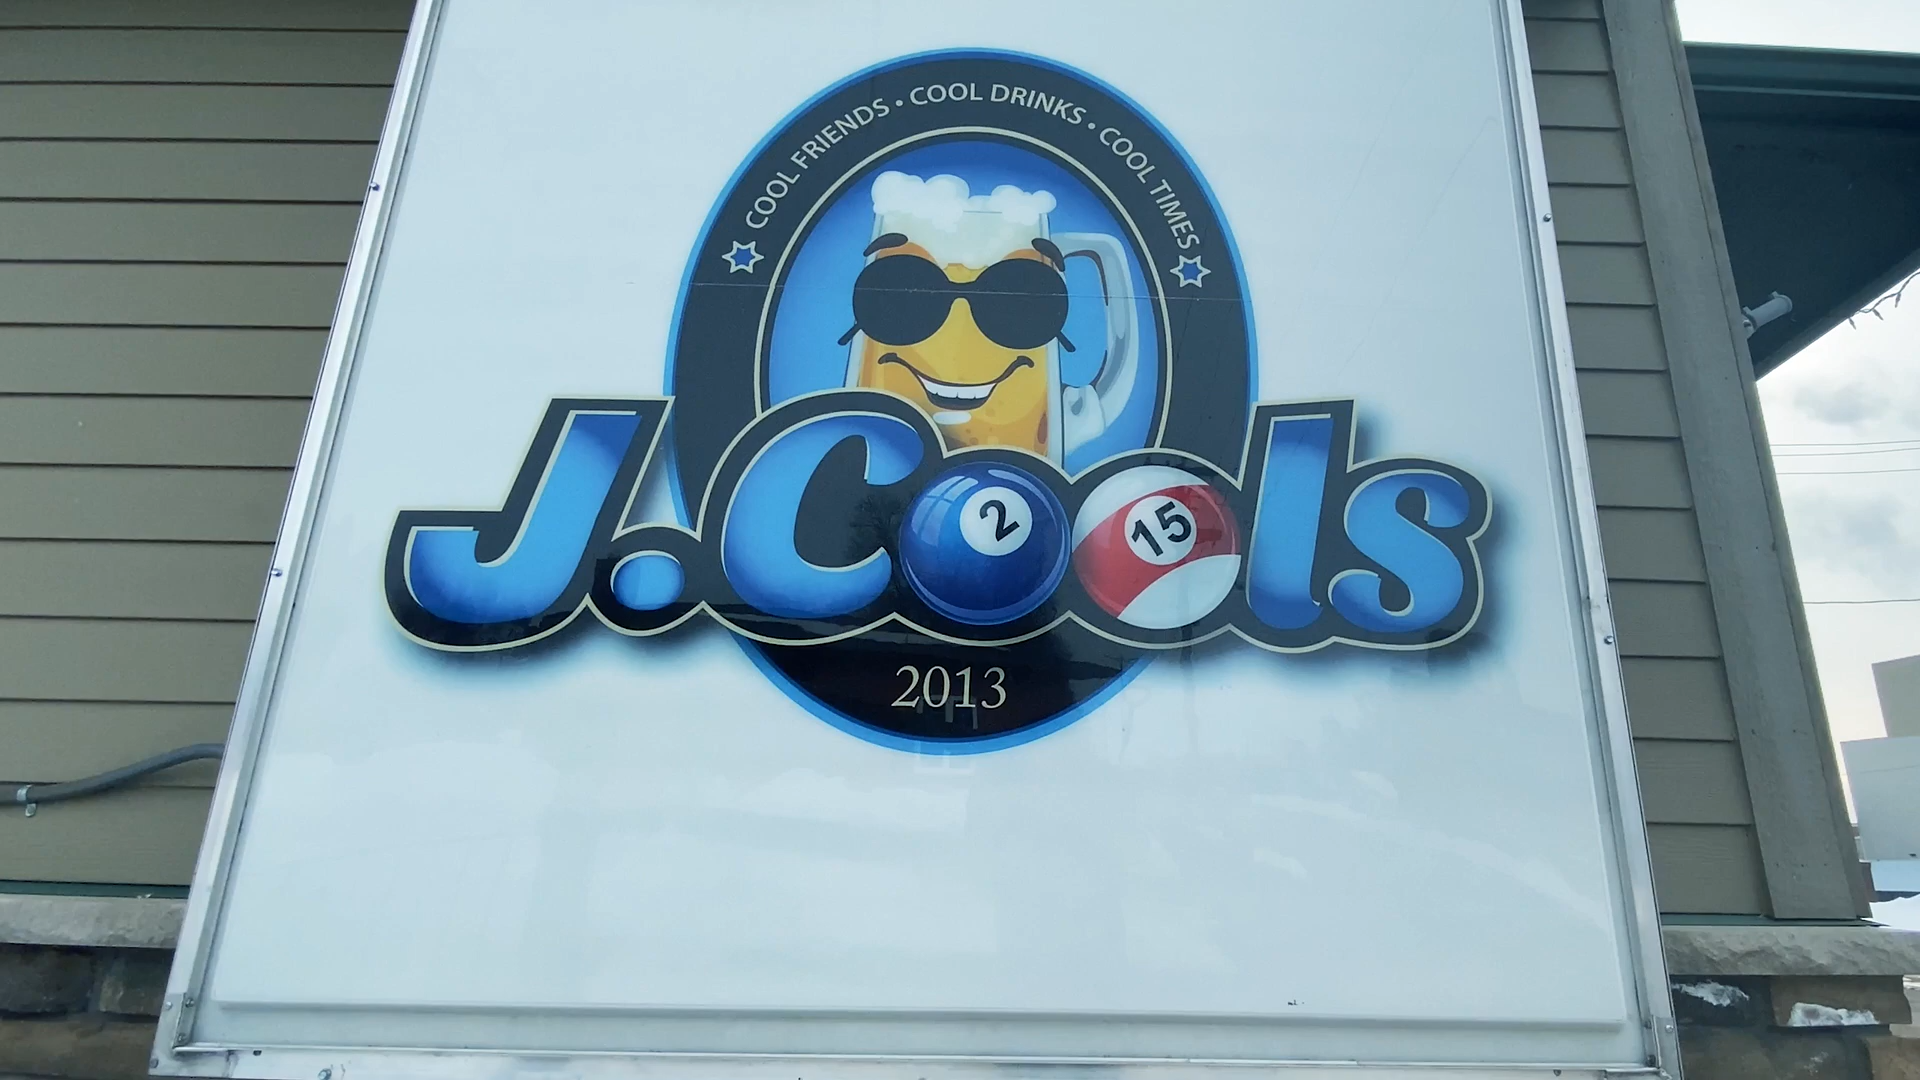 COOL FRIENDS • COOL DRINKS • COOL TIMES
J.Cools
2 15
2013